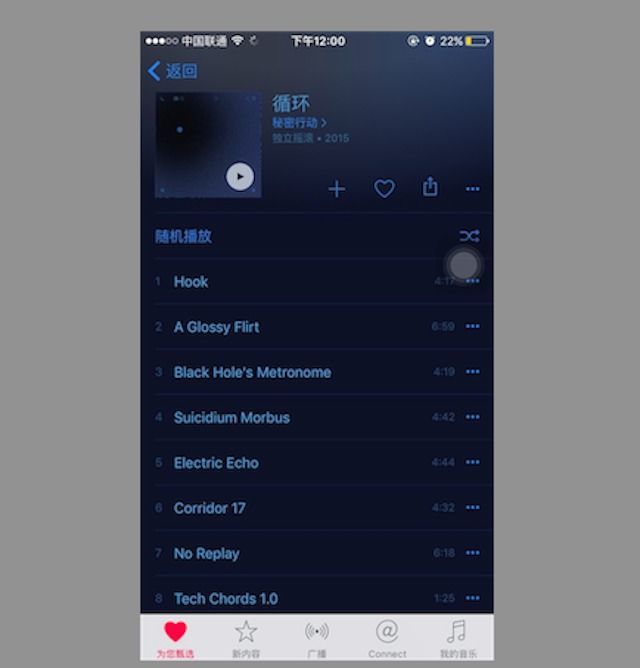 中国联通 下午12:00 22%
返回
循环
秘密行动
独立摇滚 • 2015
随机播放
1 Hook 4:17
2 A Glossy Flirt 6:59
3 Black Hole's Metronome 4:19
4 Suicidium Morbus 4:42
5 Electric Echo 4:44
6 Corridor 17 4:32
7 No Replay 6:18
8 Tech Chords 1.0 1:25
为您甄选 新内容 广播 Connect 我的音乐